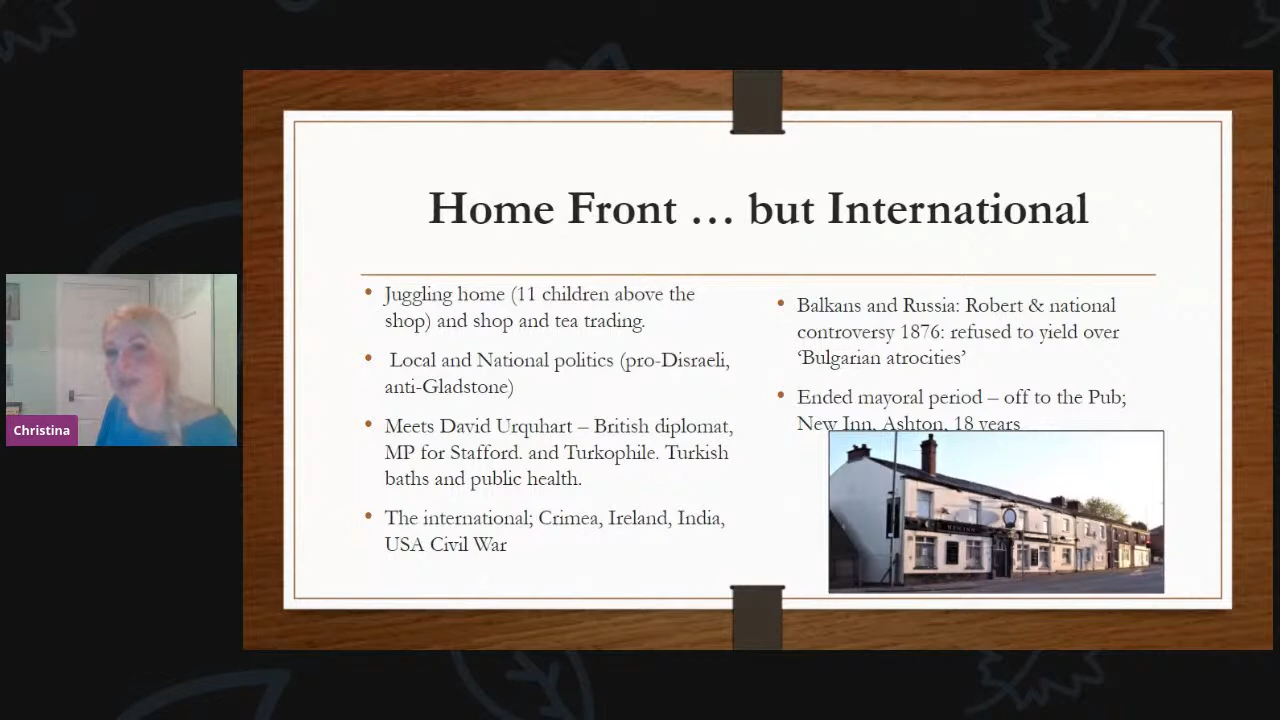 Home Front … but International
Juggling home (11 children above the
shop) and shop and tea trading.
Local and National politics (pro-Disraeli,
anti-Gladstone)
Meets David Urquhart – British diplomat,
MP for Stafford. and Turkophile. Turkish
baths and public health.
The international; Crimea, Ireland, India,
USA Civil War
Balkans and Russia: Robert & national
controversy 1876: refused to yield over
‘Bulgarian atrocities’
Ended mayoral period – off to the Pub;
New Inn, Ashton, 18 years
NEW INN
Christina